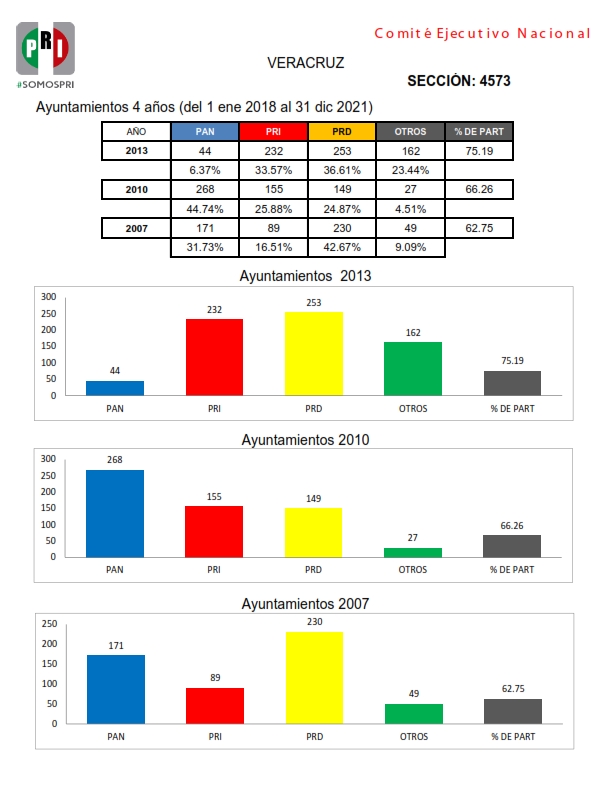 Comité Ejecutivo Nacional
PRI
#SOMOSPRI
VERACRUZ
SECCIÓN: 4573
Ayuntamientos 4 años (del 1 ene 2018 al 31 dic 2021)
AÑO PAN PRI PRD OTROS % DE PART
2013 44 232 253 162 75.19
6.37% 33.57% 36.61% 23.44%
2010 268 155 149 27 66.26
44.74% 25.88% 24.87% 4.51%
2007 171 89 230 49 62.75
31.73% 16.51% 42.67% 9.09%
Ayuntamientos 2013
300
250
200
150
100
50
0
44 232 253 162 75.19
PAN PRI PRD OTROS % DE PART
Ayuntamientos 2010
300
250
200
150
100
50
0
268 155 149 27 66.26
PAN PRI PRD OTROS % DE PART
Ayuntamientos 2007
250
200
150
100
50
0
171 89 230 49 62.75
PAN PRI PRD OTROS % DE PART